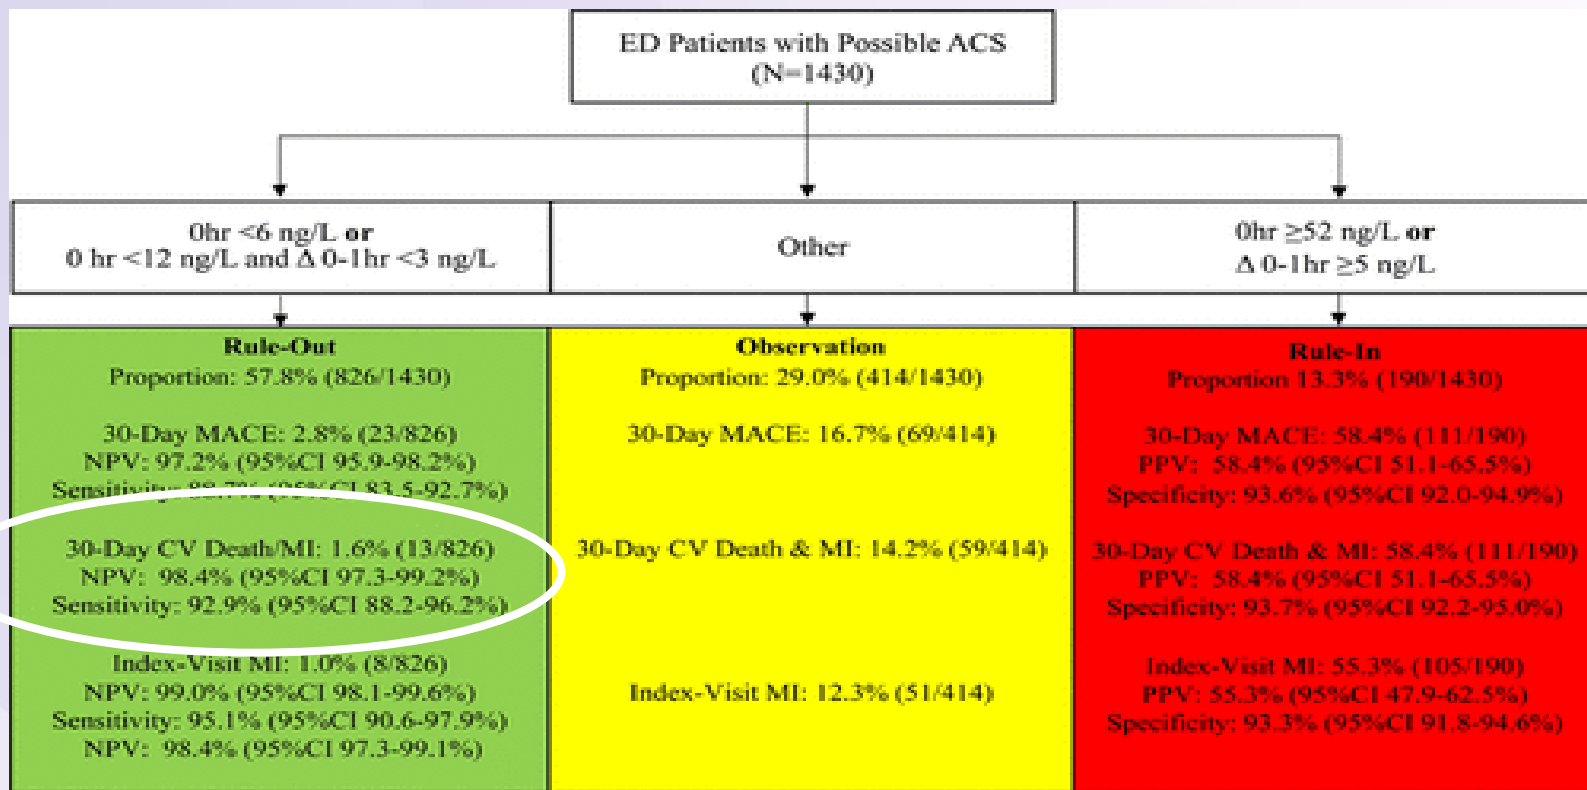 ED Patients with Possible ACS
(N=1430)
0hr <6 ng/L or
0 hr <12 ng/L and Δ 0-1hr <3 ng/L
Other
0hr ≥52 ng/L or
Δ 0-1hr ≥5 ng/L
Rule-Out
Proportion: 57.8% (826/1430)
30-Day MACE: 2.8% (23/826)
NPV: 97.2% (95%CI 95.9-98.2%)
Sensitivity: 88.7% (95%CI 83.5-92.7%)
30-Day CV Death/MI: 1.6% (13/826)
NPV: 98.4% (95%CI 97.3-99.2%)
Sensitivity: 92.9% (95%CI 88.2-96.2%)
Index-Visit MI: 1.0% (8/826)
NPV: 99.0% (95%CI 98.1-99.6%)
Sensitivity: 95.1% (95%CI 90.6-97.9%)
NPV: 98.4% (95%CI 97.3-99.1%)
Observation
Proportion: 29.0% (414/1430)
30-Day MACE: 16.7% (69/414)
30-Day CV Death & MI: 14.2% (59/414)
Index-Visit MI: 12.3% (51/414)
Rule-In
Proportion 13.3% (190/1430)
30-Day MACE: 58.4% (111/190)
PPV: 58.4% (95%CI 51.1-65.5%)
Specificity: 93.6% (95%CI 92.0-94.9%)
30-Day CV Death & MI: 58.4% (111/190)
PPV: 58.4% (95%CI 51.1-65.5%)
Specificity: 93.7% (95%CI 92.2-95.0%)
Index-Visit MI: 55.3% (105/190)
PPV: 55.3% (95%CI 47.9-62.5%)
Specificity: 93.3% (95%CI 91.8-94.6%)